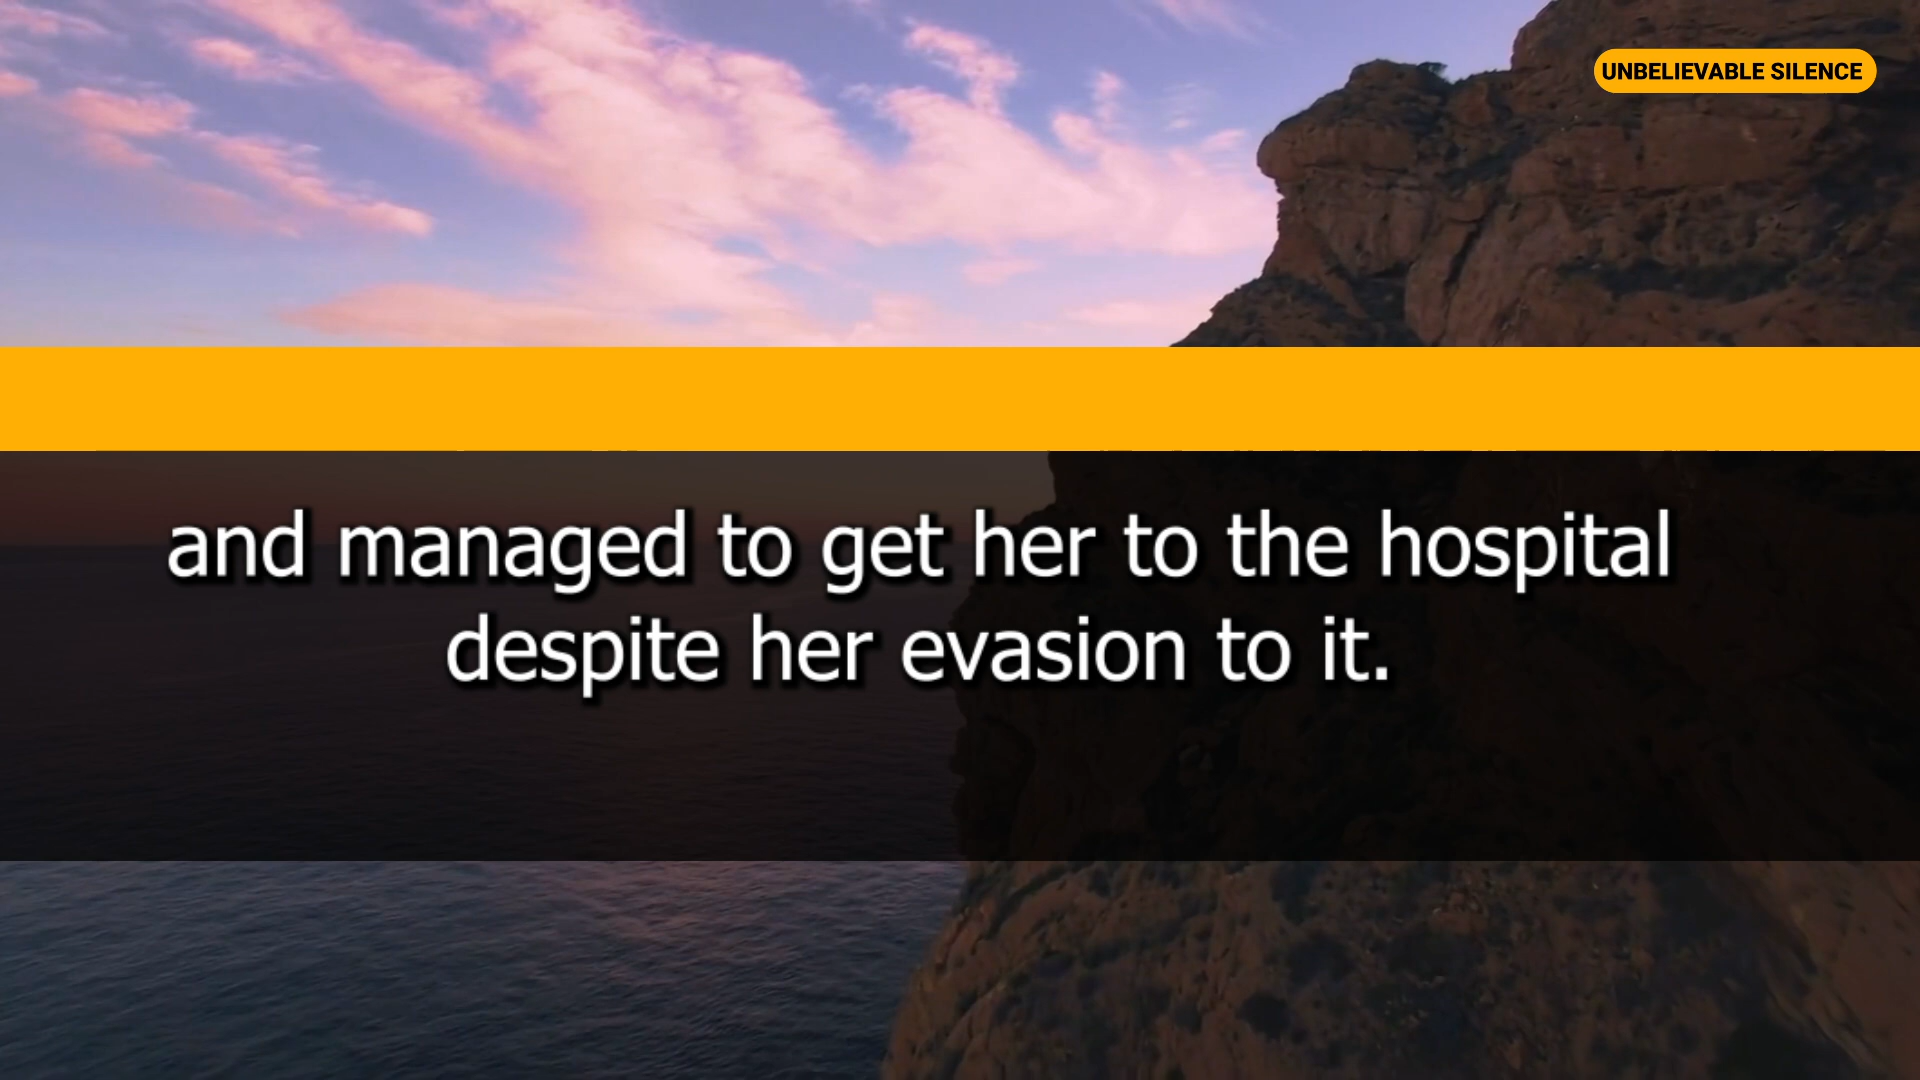 UNBELIEVABLE SILENCE
and managed to get her to the hospital
despite her evasion to it.